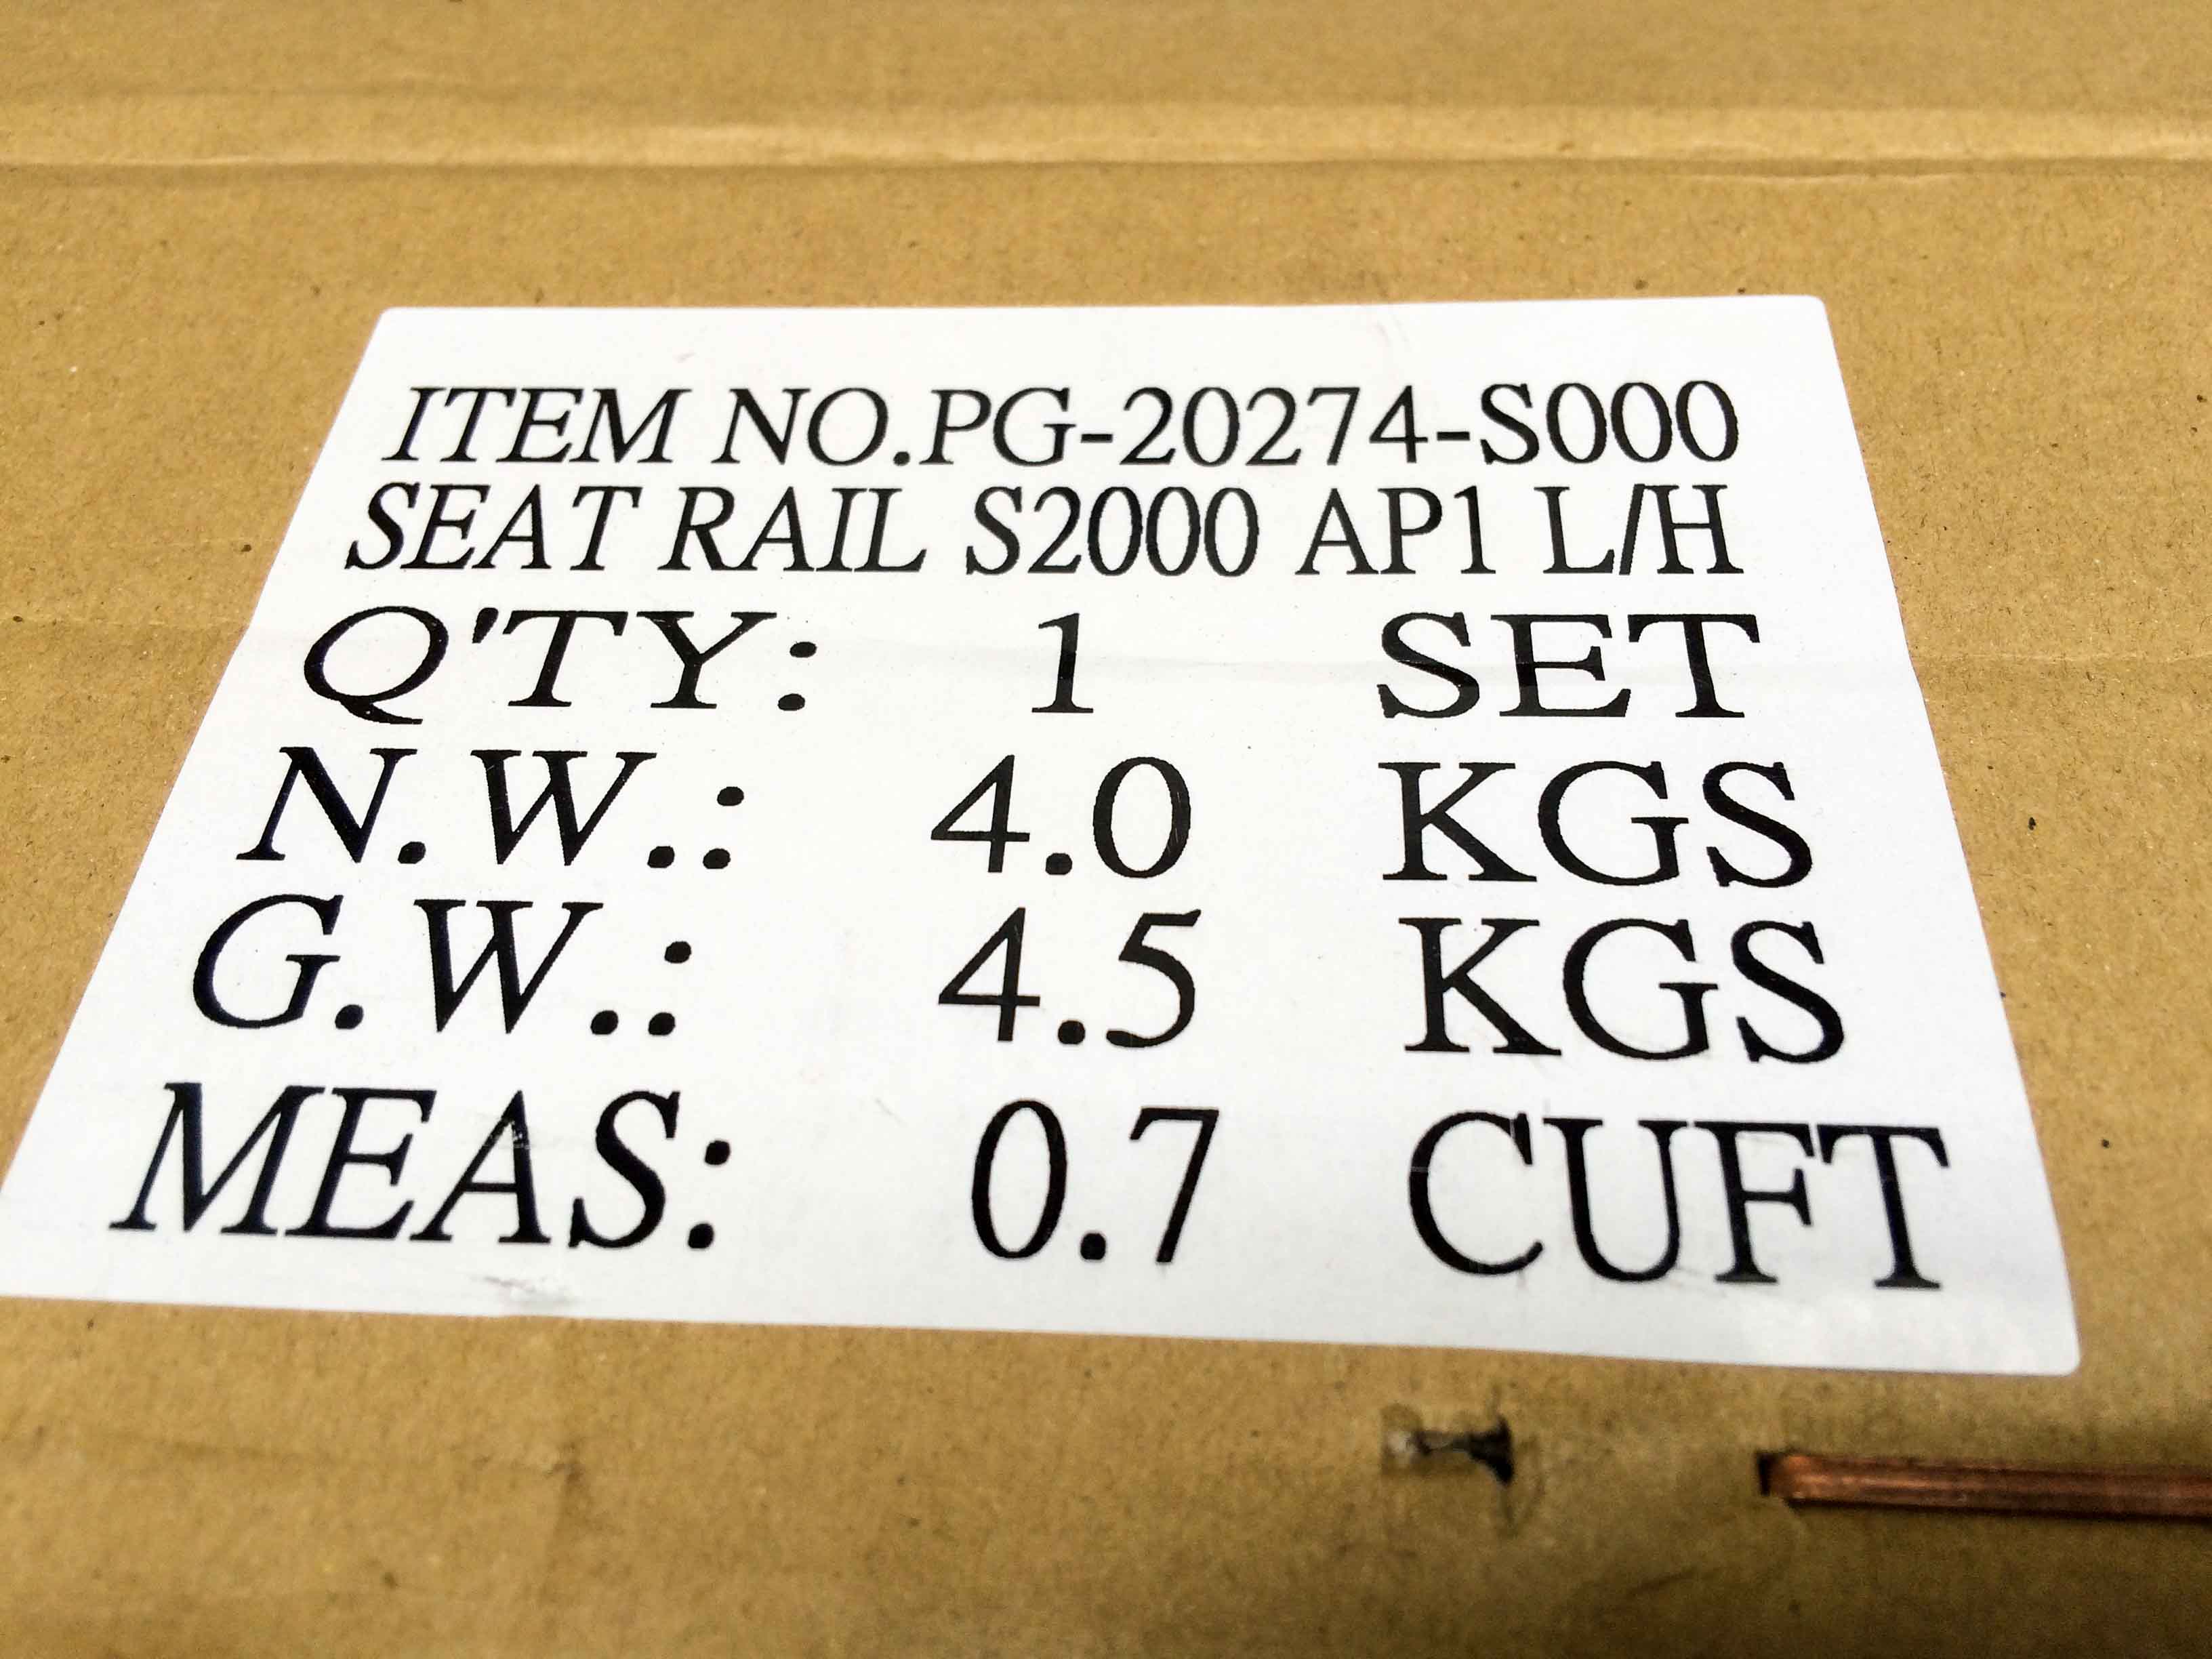 ITEM NO.PG-20274-S000
SEAT RAIL S2000 AP1 L/H
Q'TY: 1 SET
N.W.: 4.0 KGS
G.W.: 4.5 KGS
MEAS: 0.7 CUFT